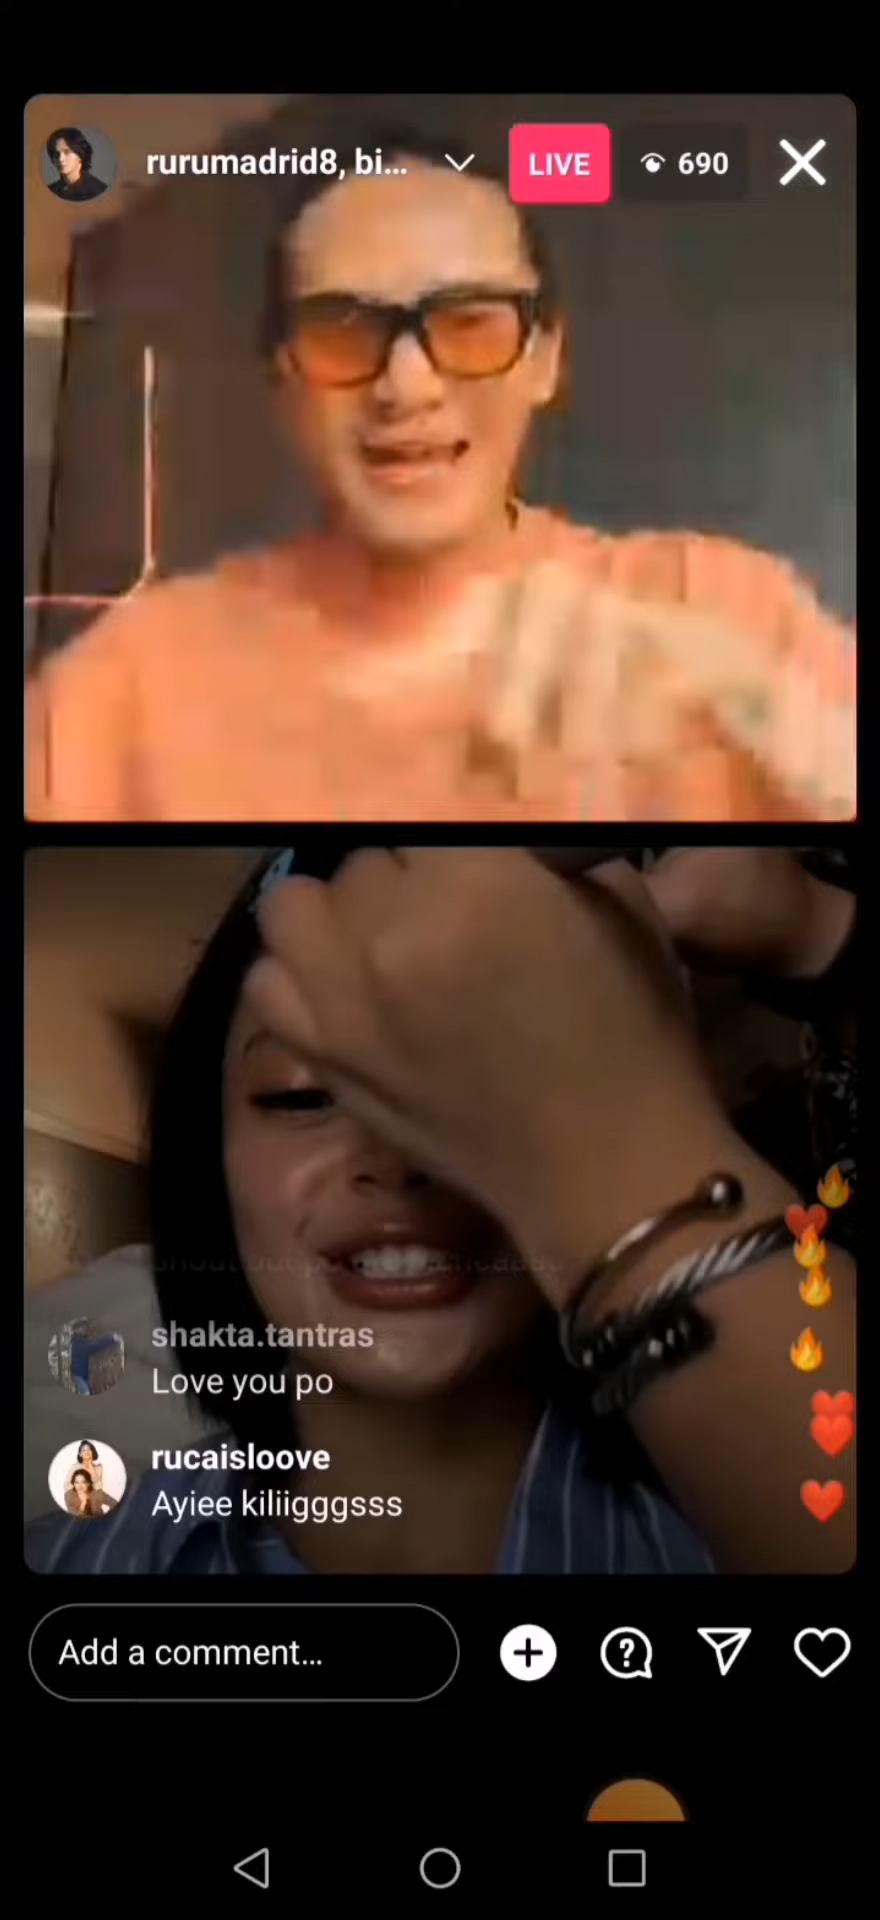 rurumadrid8, bi...
LIVE
690
shakta.tantras
Love you po
rucaisloove
Ayiee kiliigggsss
Add a comment...